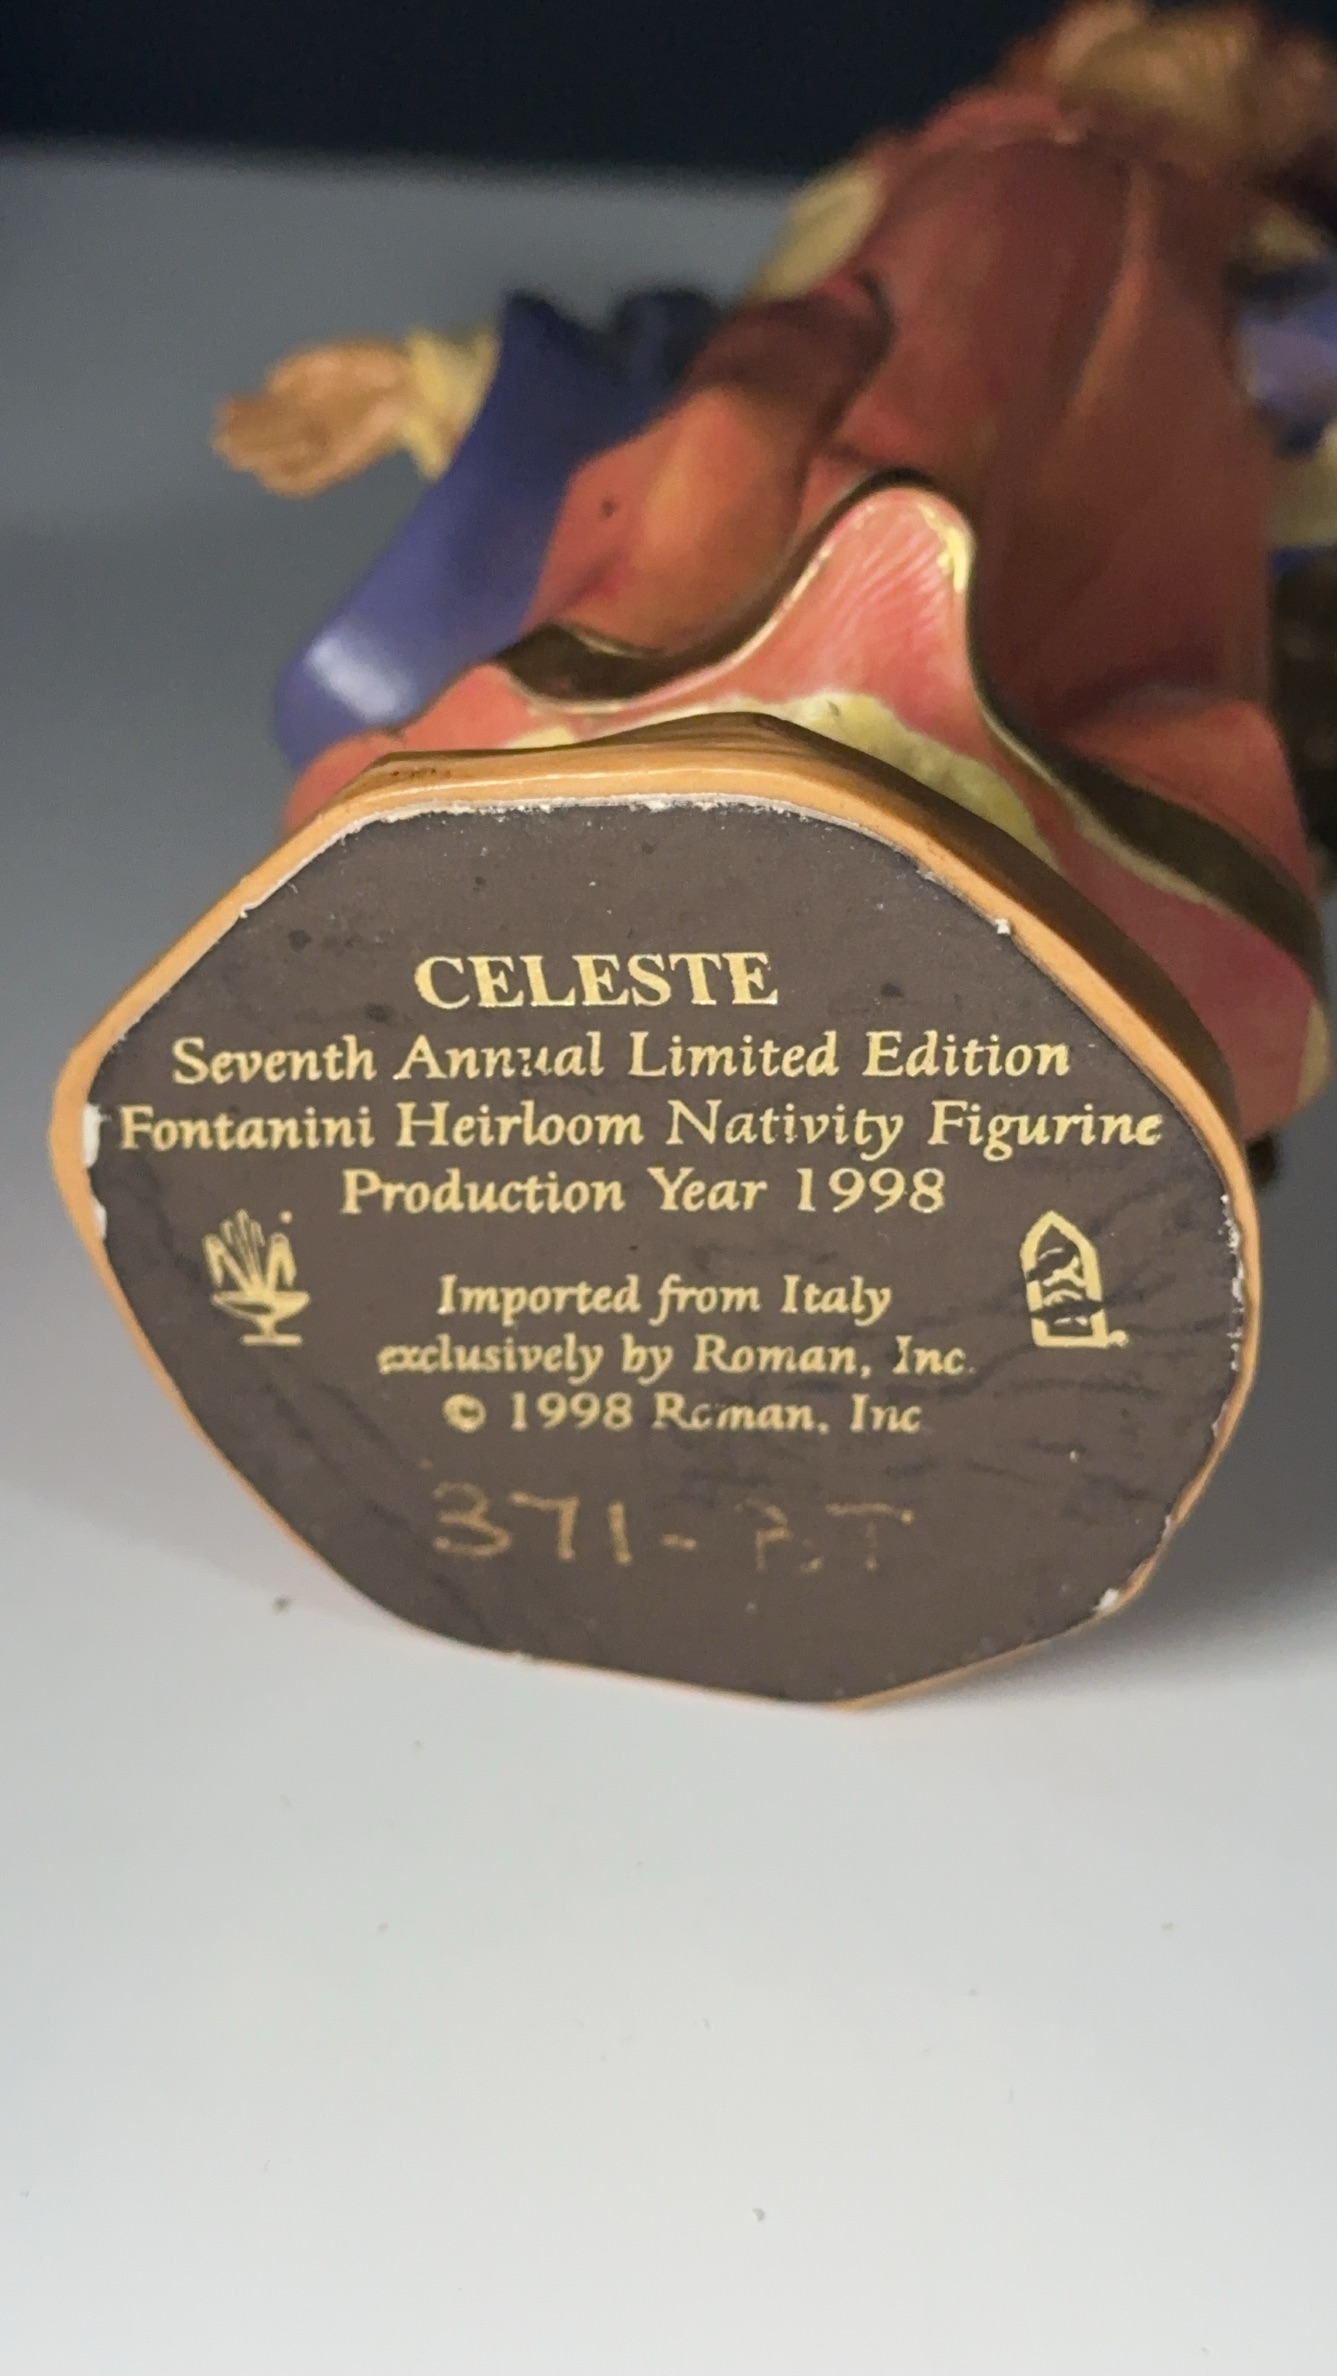 CELESTE
Seventh Annual Limited Edition
Fontanini Heirloom Nativity Figurine
Production Year 1998
Imported from Italy
exclusively by Roman, Inc.
© 1998 Roman, Inc
371-